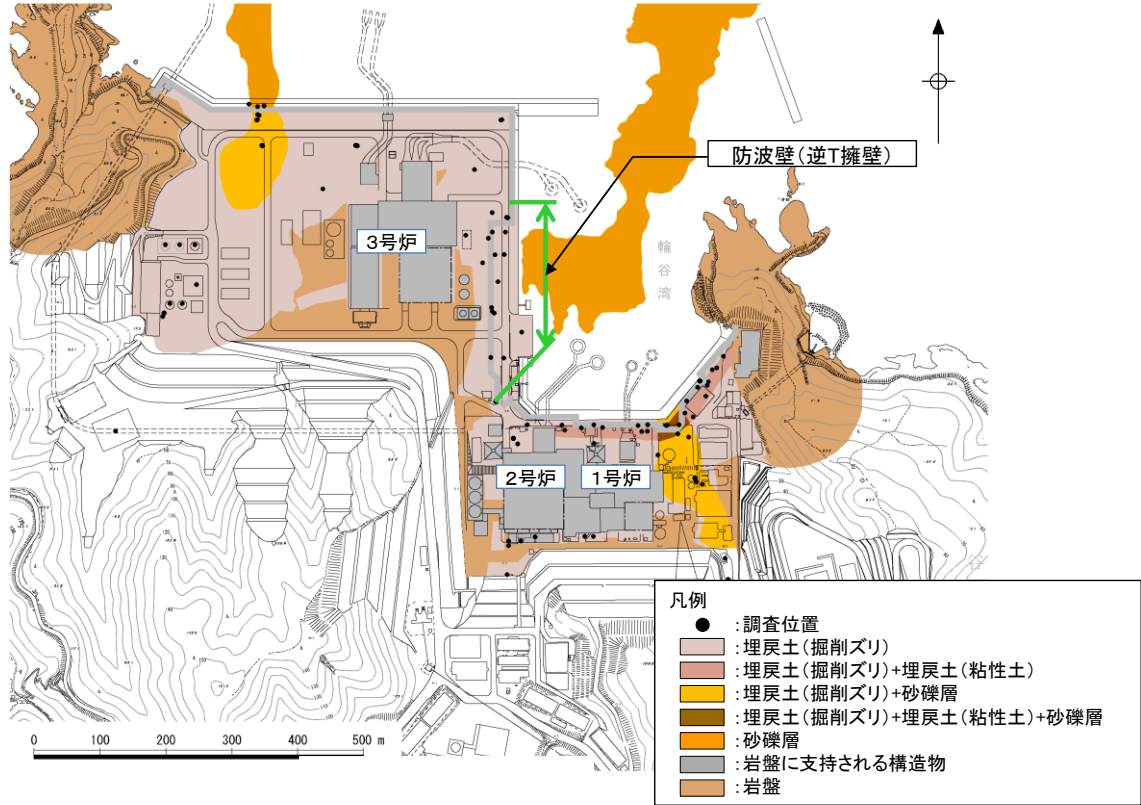 防波壁(逆T擁壁)
3号炉
輪谷湾
2号炉
1号炉
谷
凡例
●:調査位置
:埋戻土(掘削ズリ)
:埋戻土(掘削ズリ)+埋戻土(粘性土)
:埋戻土(掘削ズリ)+砂礫層
:埋戻土(掘削ズリ)+埋戻土(粘性土)+砂礫層
:砂礫層
:岩盤に支持される構造物
:岩盤
0 100 200 300 400 500 m